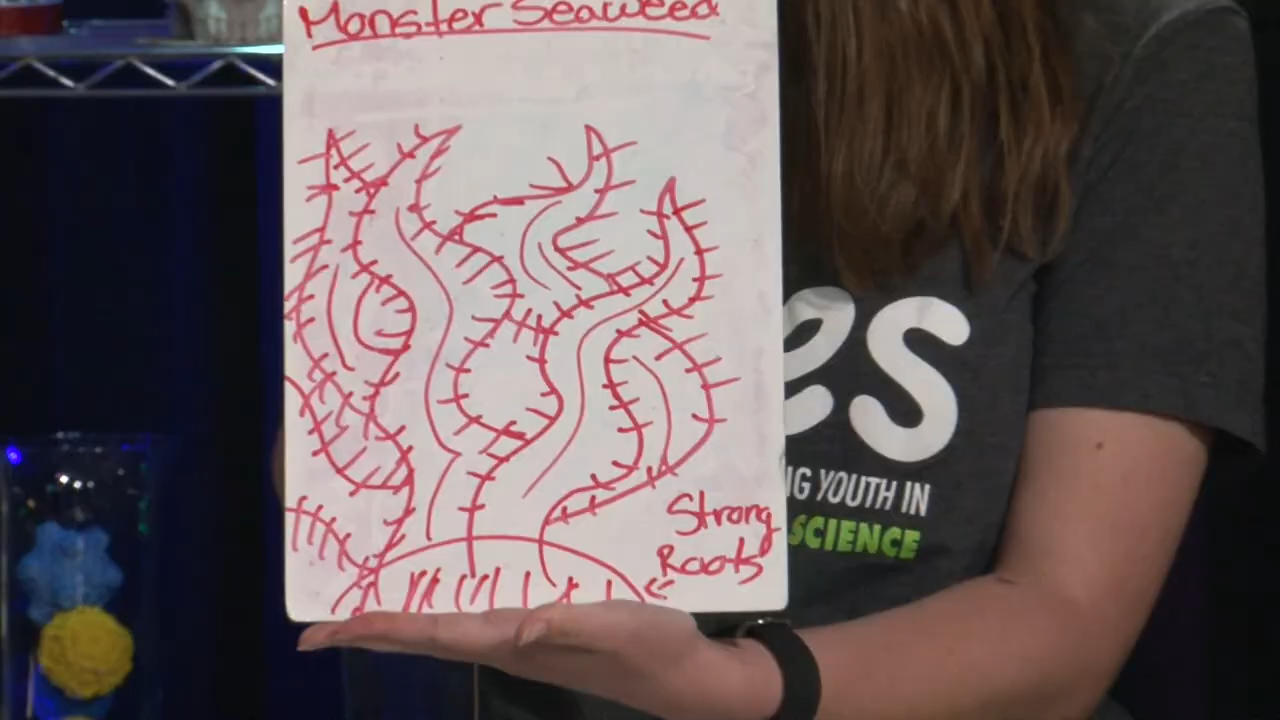 Monster Seaweed
Strong
Roots
es
NG YOUTH IN
SCIENCE